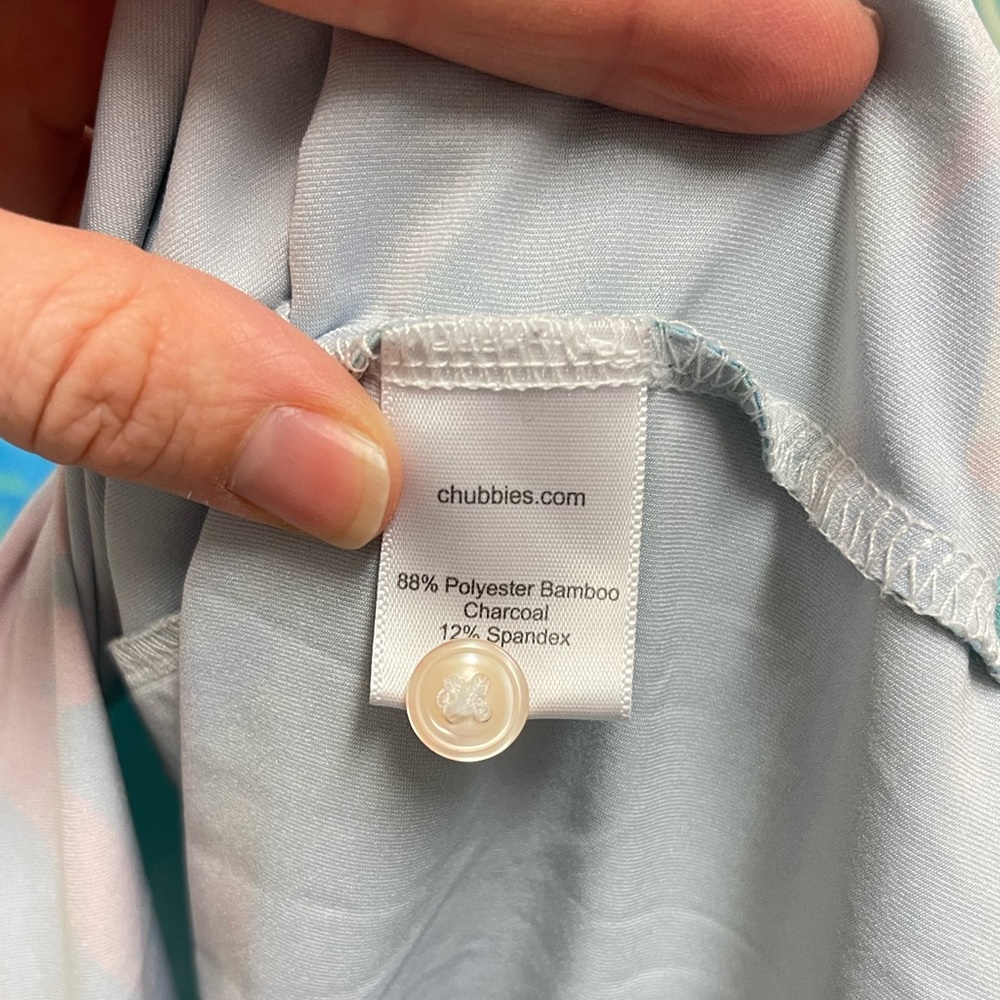 chubbies.com
88% Polyester Bamboo
Charcoal
12% Spandex